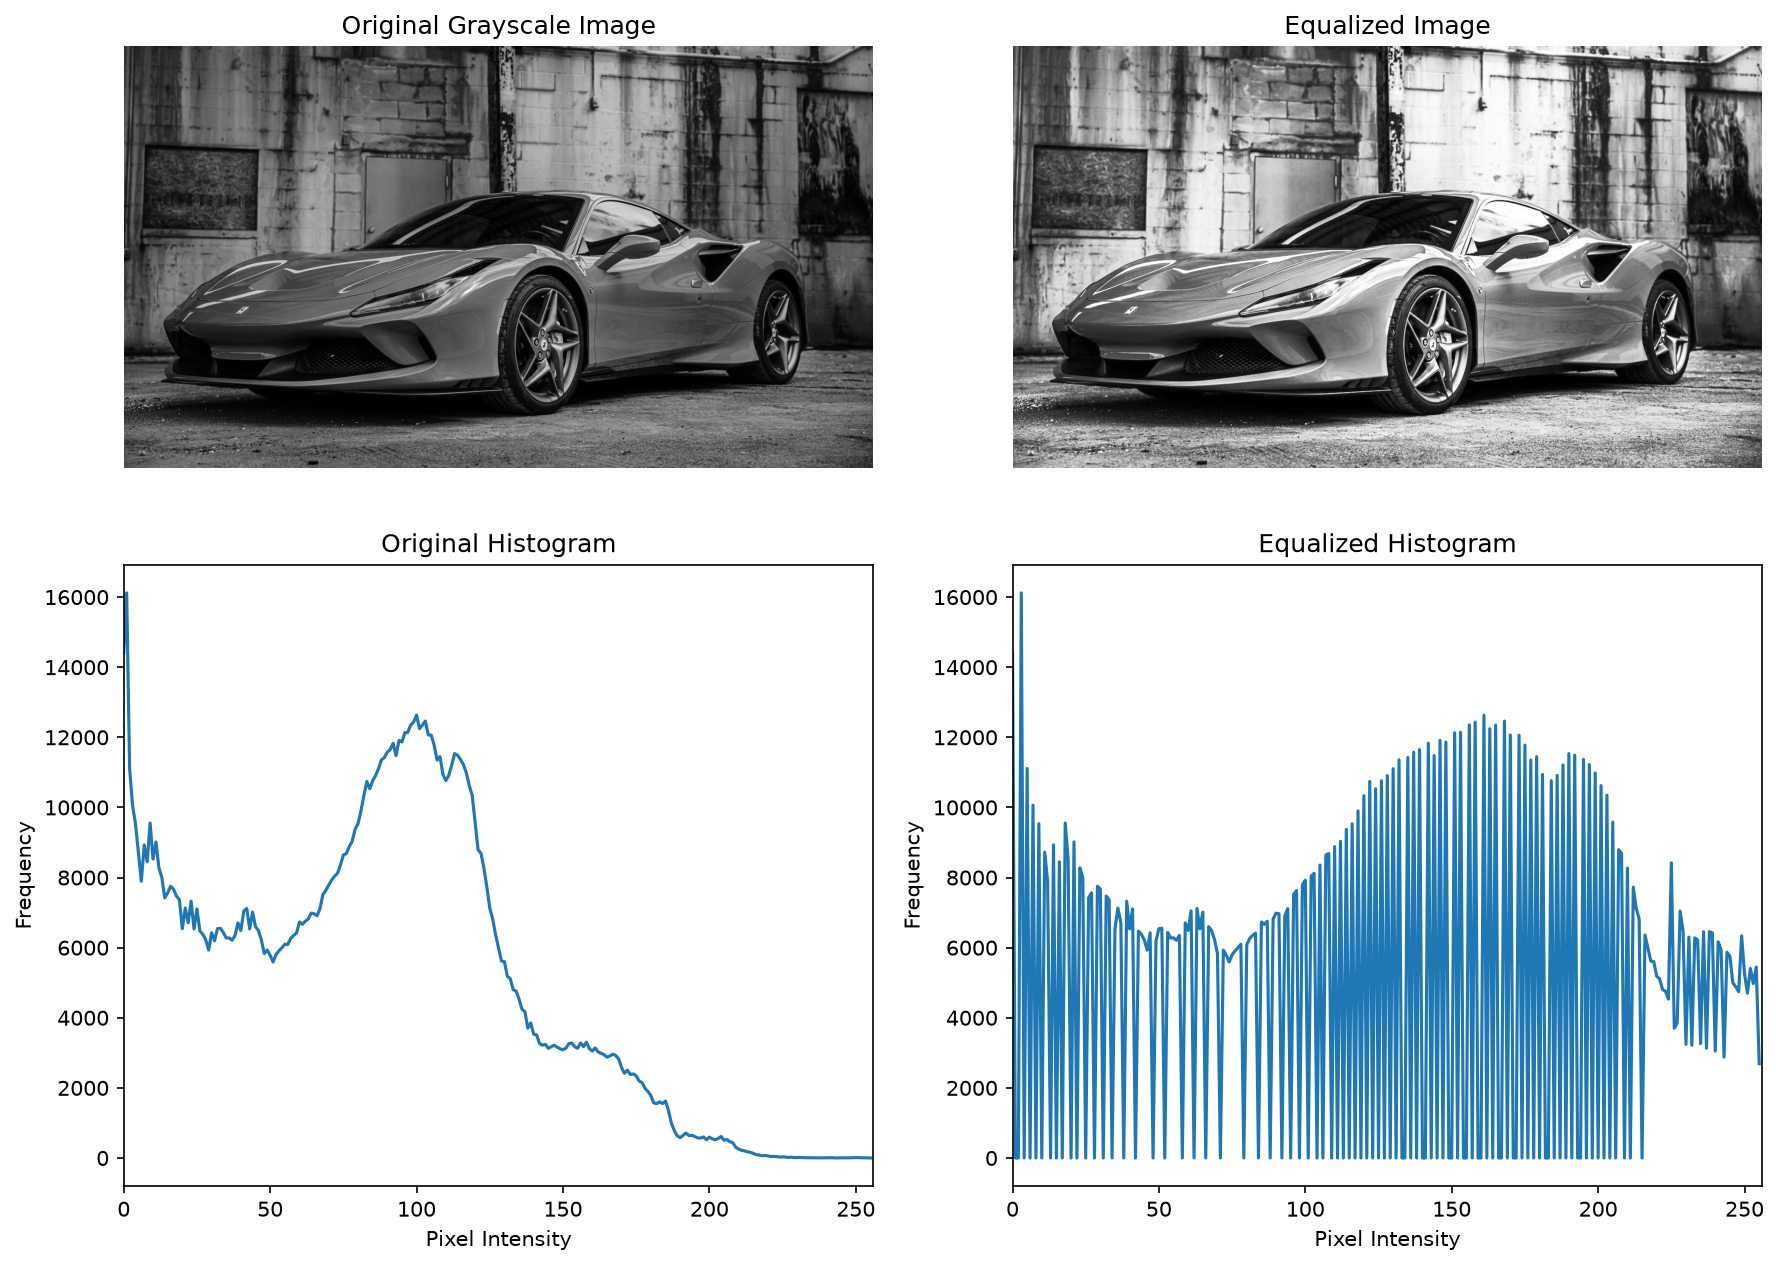 Original Grayscale Image
Equalized Image
Original Histogram
Frequency
16000
14000
12000
10000
8000
6000
4000
2000
0
0 50 100 150 200 250
Pixel Intensity
Equalized Histogram
Frequency
16000
14000
12000
10000
8000
6000
4000
2000
0
0 50 100 150 200 250
Pixel Intensity